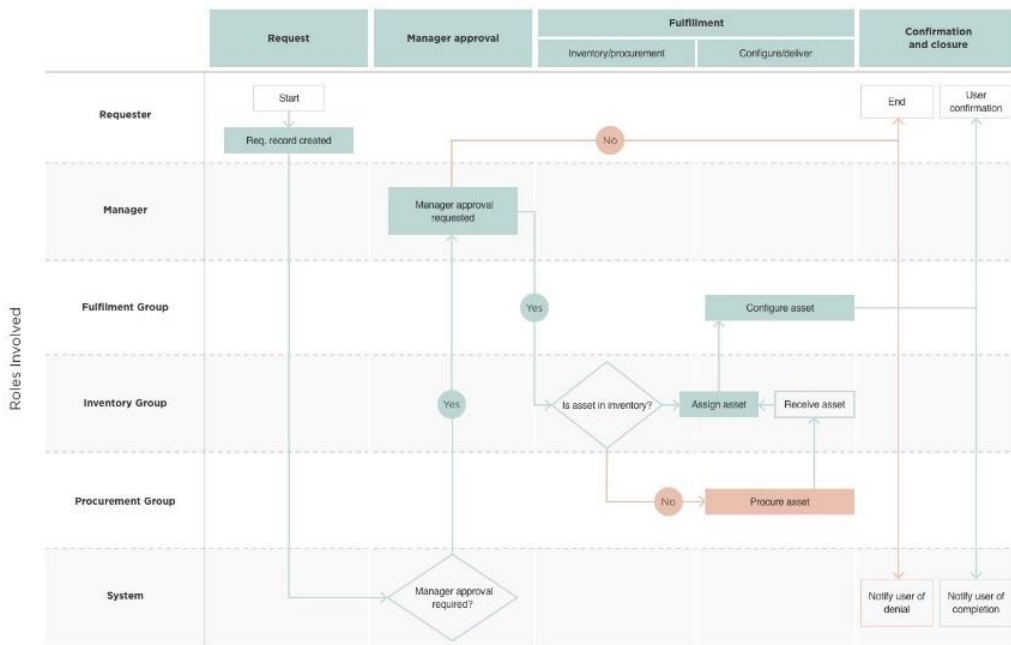 Request
Manager approval
Fulfillment
Confirmation
and closure
Inventory/procurement
Configure/deliver
Roles Involved
Requester
Start
End
User
confirmation
Req. record created
No
Manager
Manager approval
requested
Fulfilment Group
Yes
Configure asset
Inventory Group
Yes
Is asset in inventory?
Assign asset
Receive asset
Procurement Group
No
Procure asset
System
Manager approval
required?
Notify user of
denial
Notify user of
completion